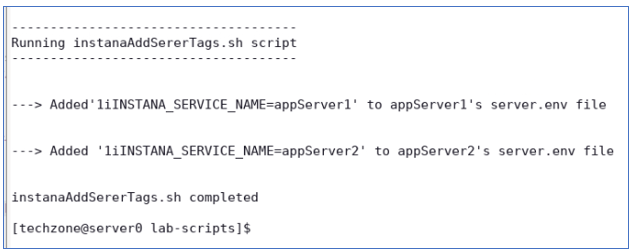 -------------------------------------
Running instanaAddSererTags.sh script
-------------------------------------
---> Added'1iINSTANA_SERVICE_NAME=appServer1' to appServer1's server.env file
---> Added '1iINSTANA_SERVICE_NAME=appServer2' to appServer2's server.env file
instanaAddSererTags.sh completed
[techzone@server0 lab-scripts]$